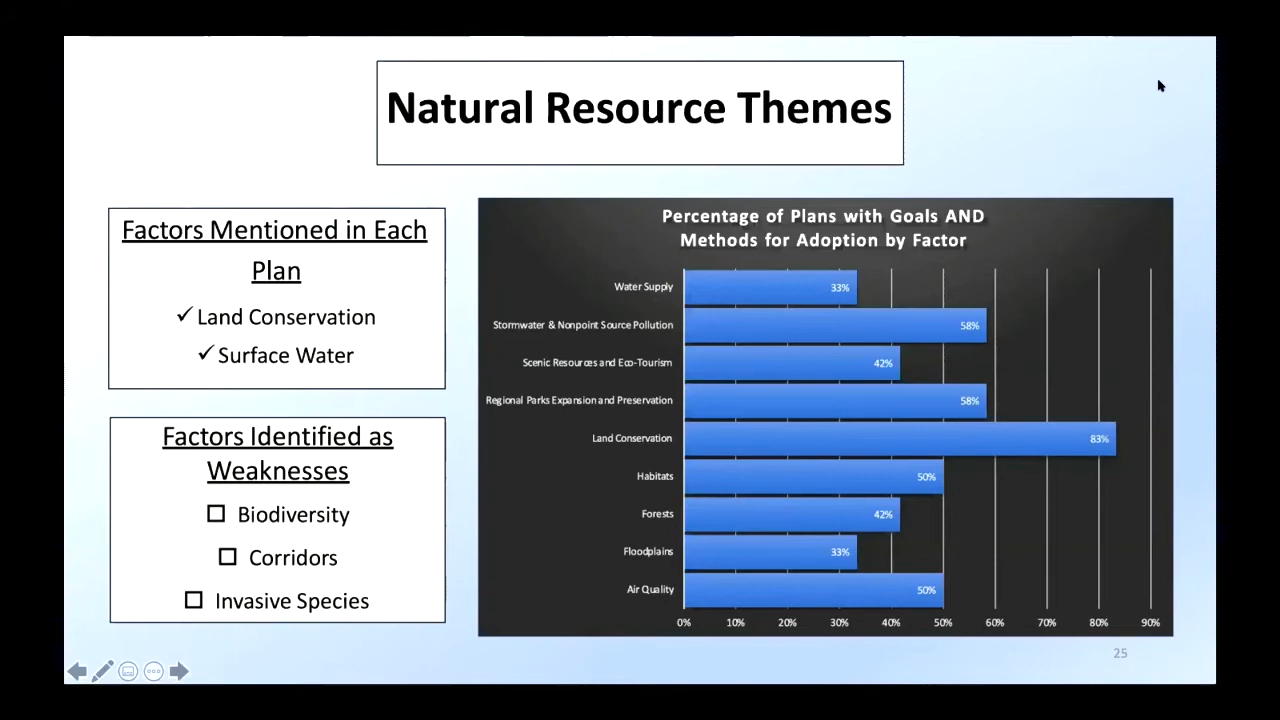 Natural Resource Themes
Factors Mentioned in Each
Plan
✓ Land Conservation
✓ Surface Water
Factors Identified as
Weaknesses
☐ Biodiversity
☐ Corridors
☐ Invasive Species
Percentage of Plans with Goals AND
Methods for Adoption by Factor
Water Supply 33%
Stormwater & Nonpoint Source Pollution 58%
Scenic Resources and Eco-Tourism 42%
Regional Parks Expansion and Preservation 58%
Land Conservation 83%
Habitats 50%
Forests 42%
Floodplains 33%
Air Quality 50%
0% 10% 20% 30% 40% 50% 60% 70% 80% 90%
25